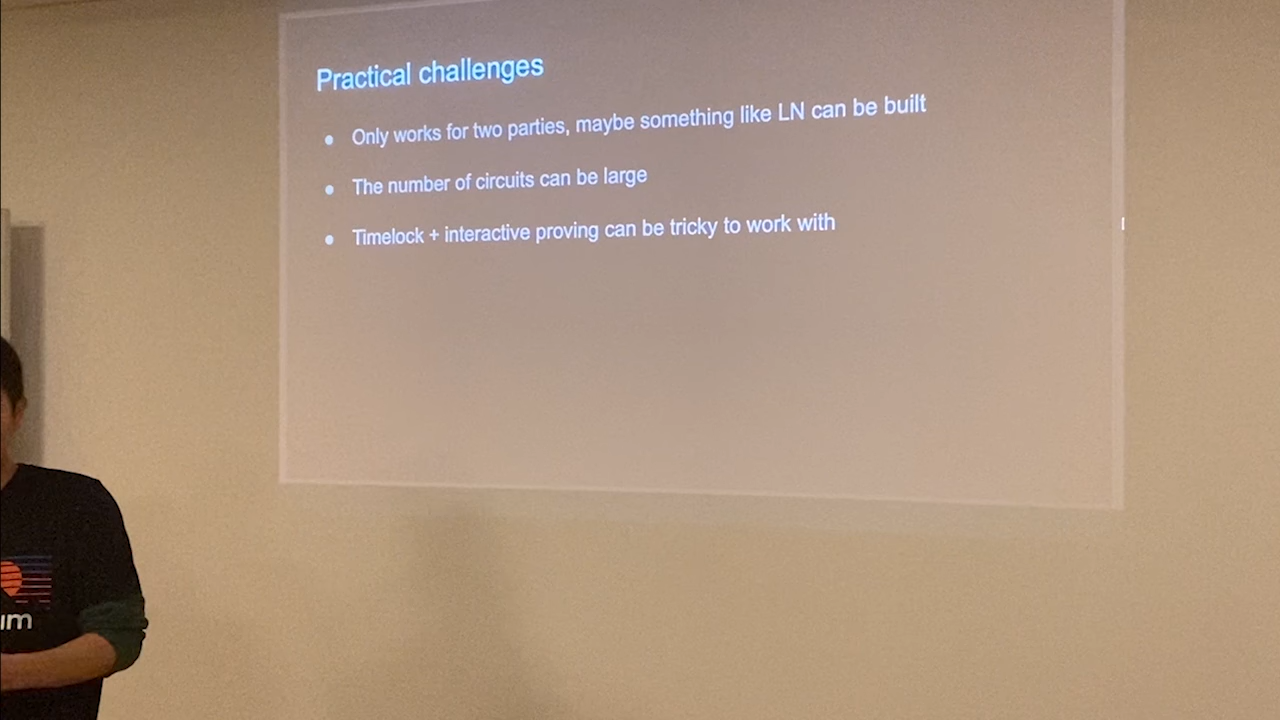 Practical challenges
● Only works for two parties, maybe something like LN can be built
● The number of circuits can be large
● Timelock + interactive proving can be tricky to work with
um